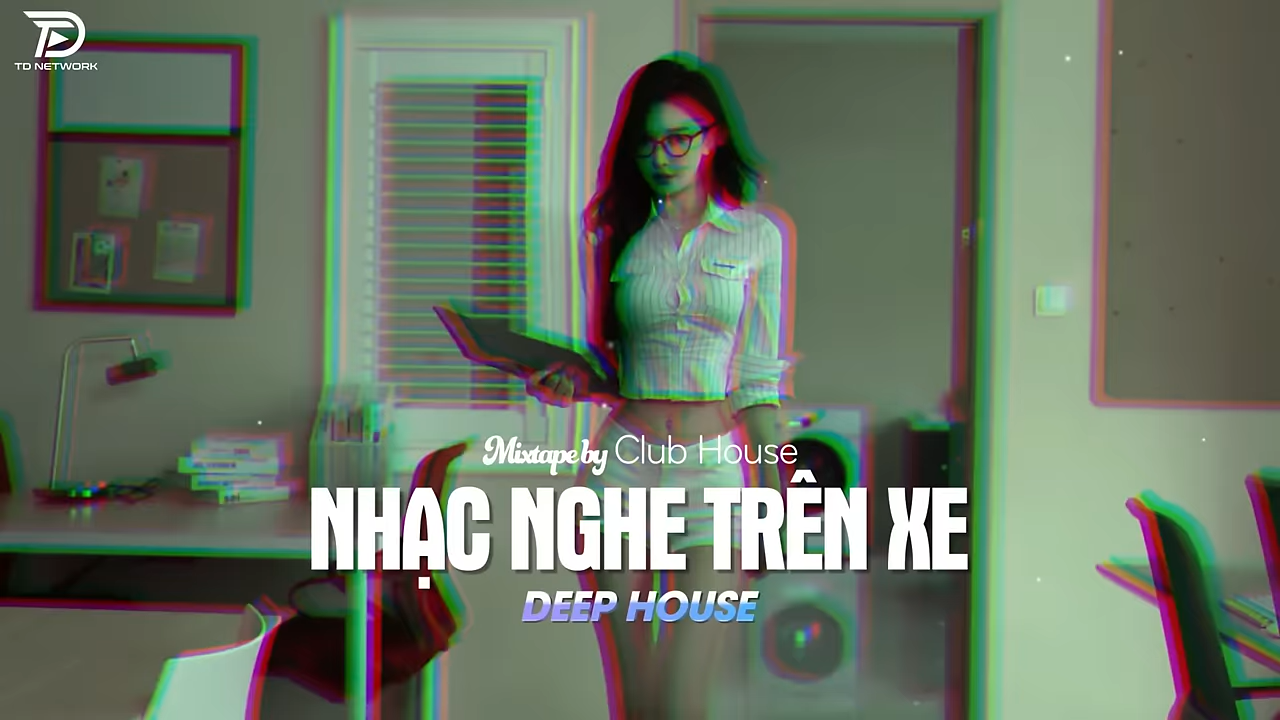 TD NETWORK
Mixtape by Club House
NHẠC NGHE TRÊN XE
DEEP HOUSE